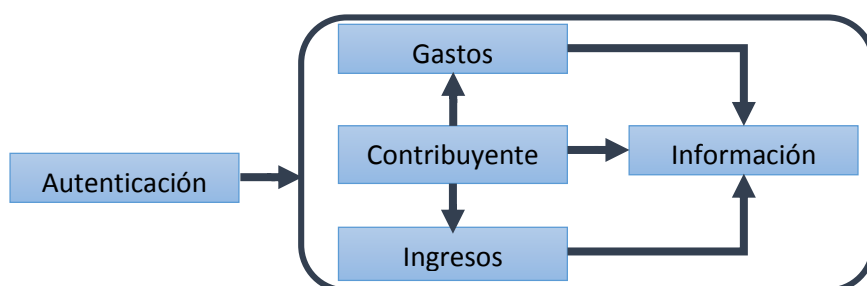 Gastos
Contribuyente
Información
Autenticación
Ingresos